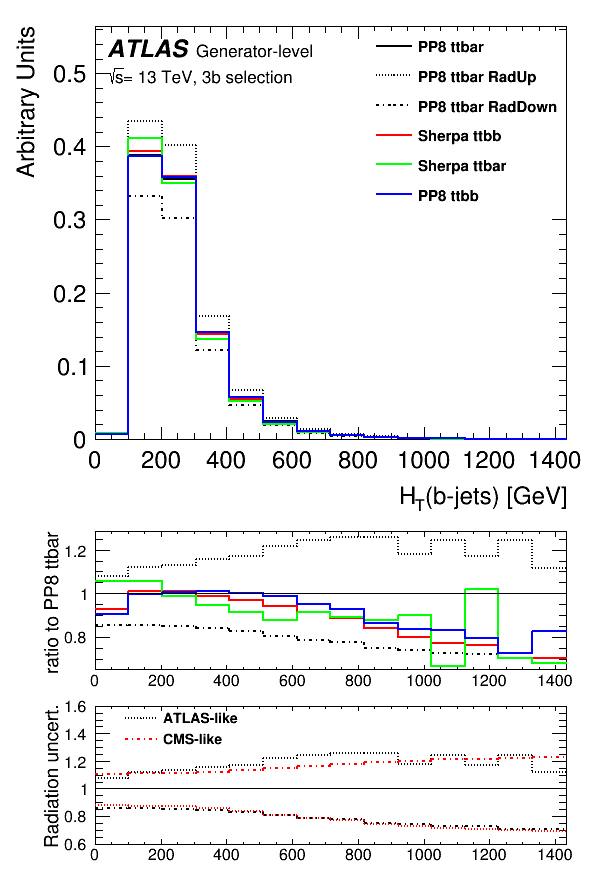 ATLAS Generator-level
√s= 13 TeV, 3b selection
PP8 ttbar
PP8 ttbar RadUp
PP8 ttbar RadDown
Sherpa ttbb
Sherpa ttbar
PP8 ttbb
Arbitrary Units
0.5
0.4
0.3
0.2
0.1
0
0 200 400 600 800 1000 1200 1400
H_T(b-jets) [GeV]
ratio to PP8 ttbar
1.2
1
0.8
0 200 400 600 800 1000 1200 1400
Radiation uncert.
1.6
1.4
1.2
1
0.8
0.6
ATLAS-like
CMS-like
0 200 400 600 800 1000 1200 1400